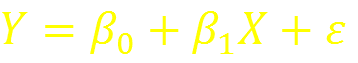 Y = β₀ + β₁X + ε